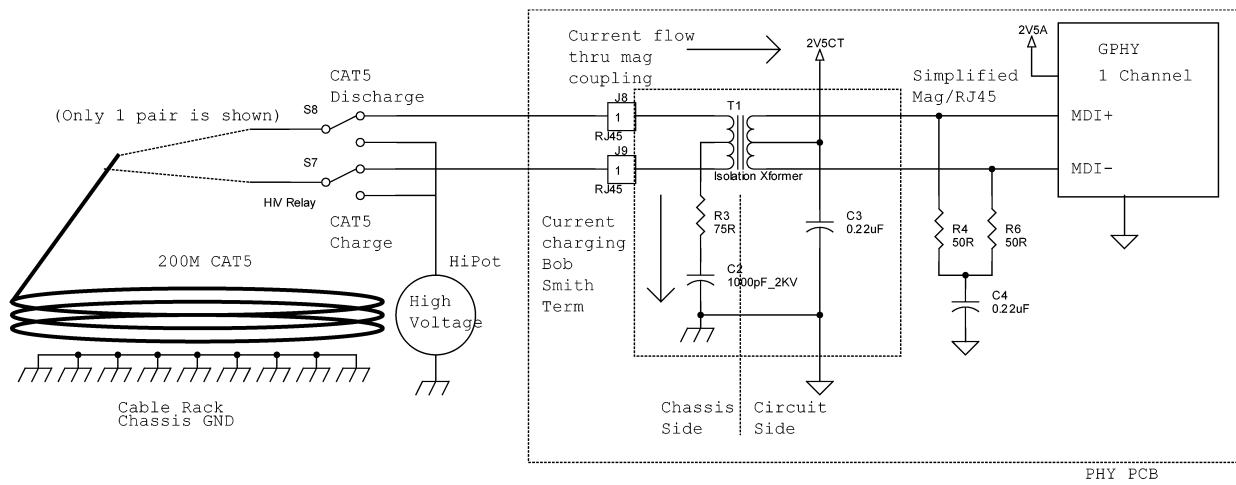 Current flow
thru mag
coupling
2V5CT
2V5A
GPHY
1 Channel
MDI+
MDI-
Simplified
Mag/RJ45
CAT5
Discharge
(Only 1 pair is shown)
S8
S7
HIV Relay
CAT5
Charge
J8
1
RJ45
J9
1
RJ45
T1
Isolation Xformer
R3
75R
C2
1000pF_2KV
C3
0.22uF
R4
50R
R6
50R
C4
0.22uF
Current
charging
Bob
Smith
Term
200M CAT5
HiPot
High
Voltage
Cable Rack
Chassis GND
Chassis
Side
Circuit
Side
PHY PCB